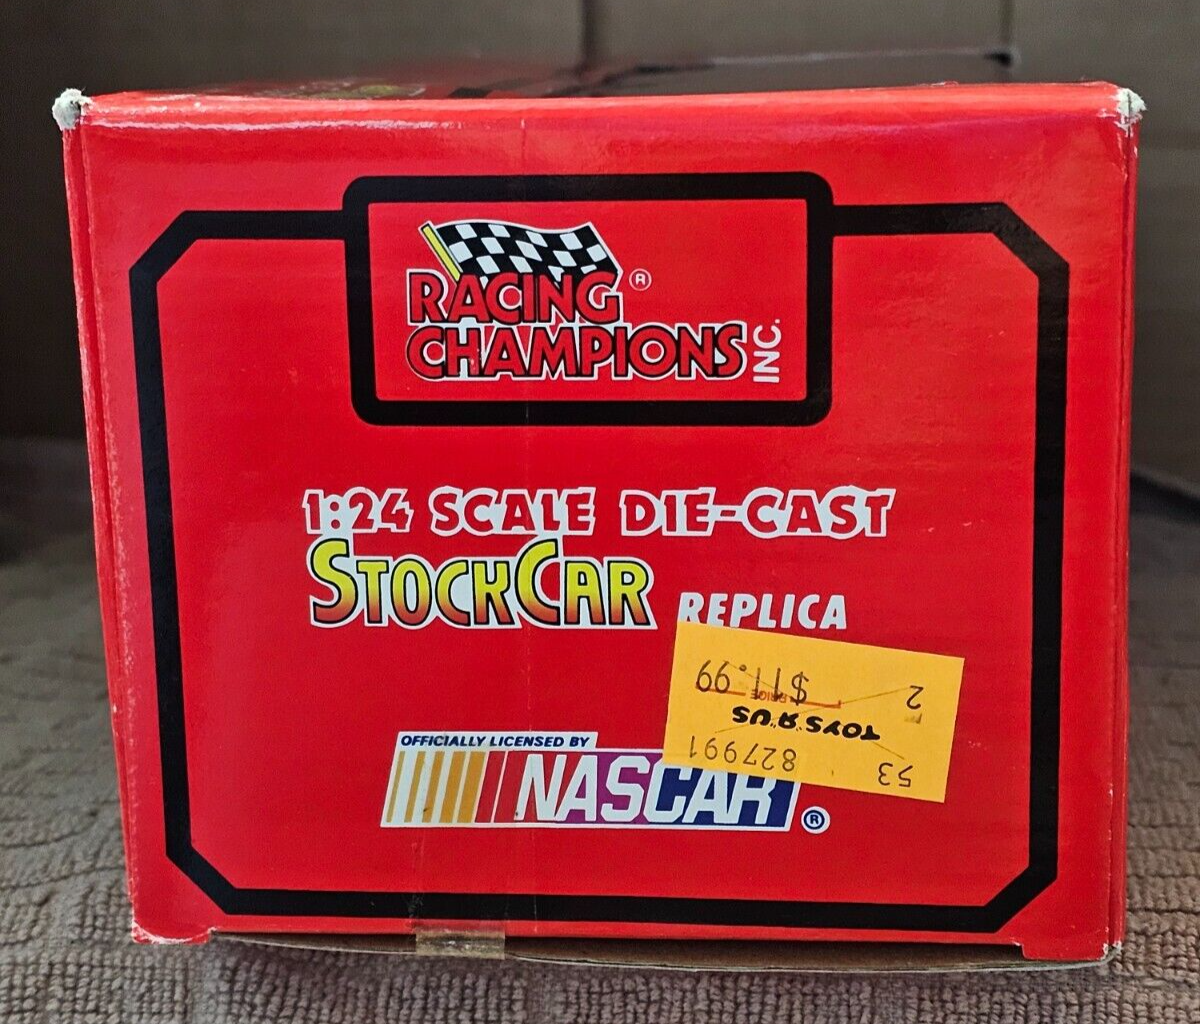 RACING ®
CHAMPIONS INC.
1:24 SCALE DIE-CAST
STOCKCAR REPLICA
OFFICIALLY LICENSED BY
NASCAR ®
53 827991
TOYS "R" US
PRICE
2 $11.99